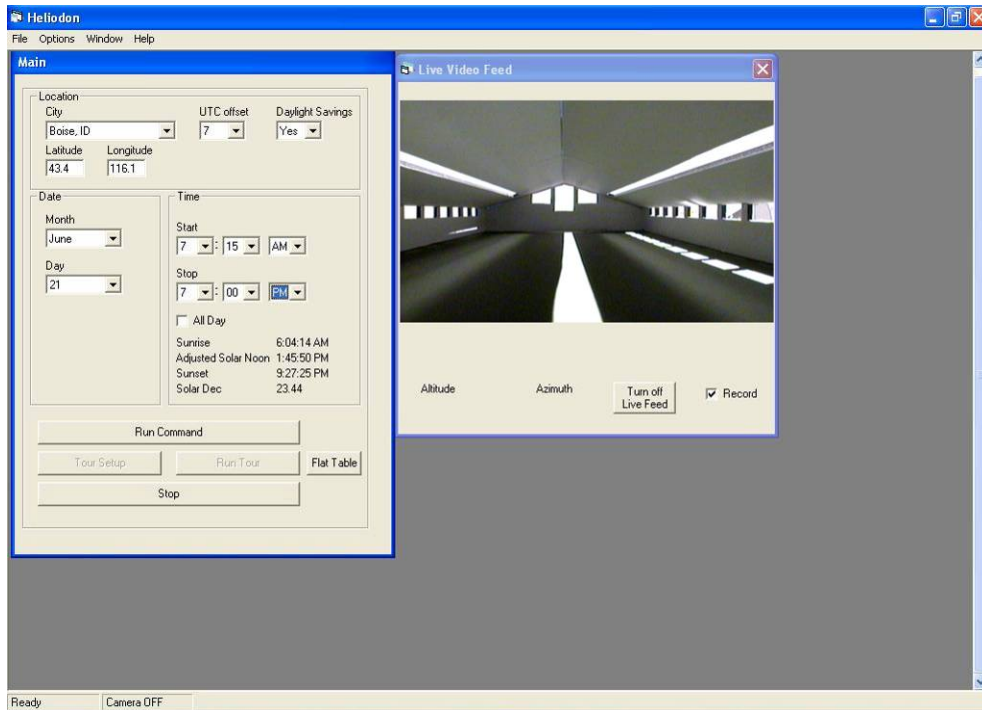 Heliodon
File Options Window Help
Main
Location
City UTC offset Daylight Savings
Boise, ID 7 Yes
Latitude Longitude
43.4 116.1
Date
Month
June
Day
21
Time
Start
7 : 15 AM
Stop
7 : 00 PM
All Day
Sunrise 6:04:14 AM
Adjusted Solar Noon 1:45:50 PM
Sunset 9:27:25 PM
Solar Dec 23.44
Run Command
Tour Setup Run Tour Flat Table
Stop
Live Video Feed
Altitude Azimuth Turn off
Live Feed Record
Ready Camera OFF